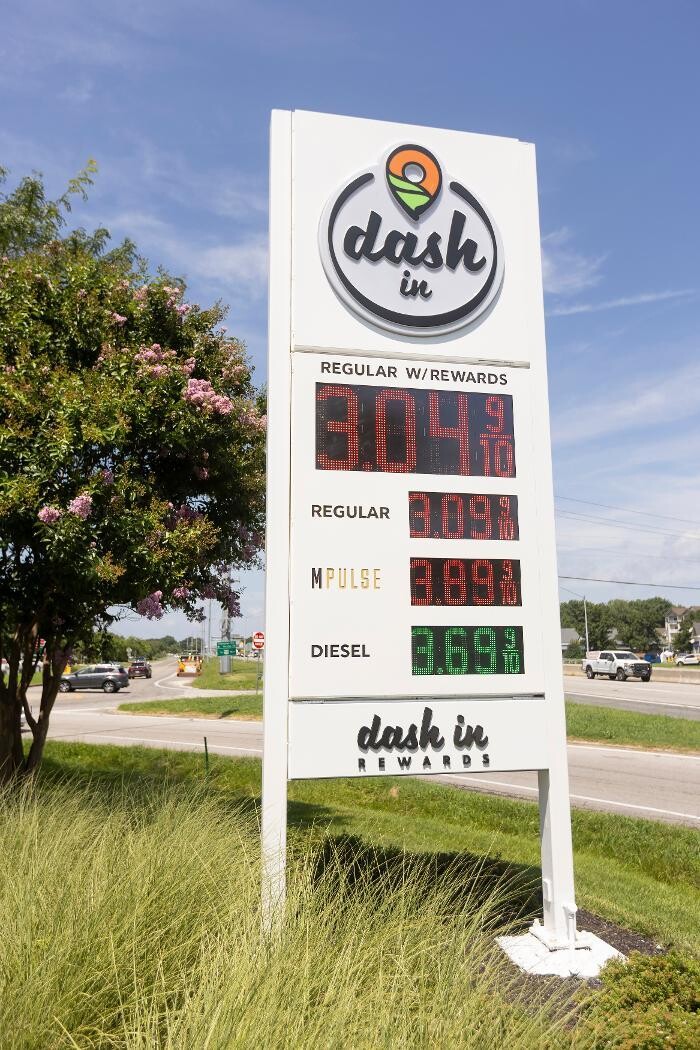 dash
in
REGULAR W/REWARDS
3.04 9/10
REGULAR 3.09 9/10
MPULSE 3.89 9/10
DIESEL 3.69 9/10
dash in
REWARDS